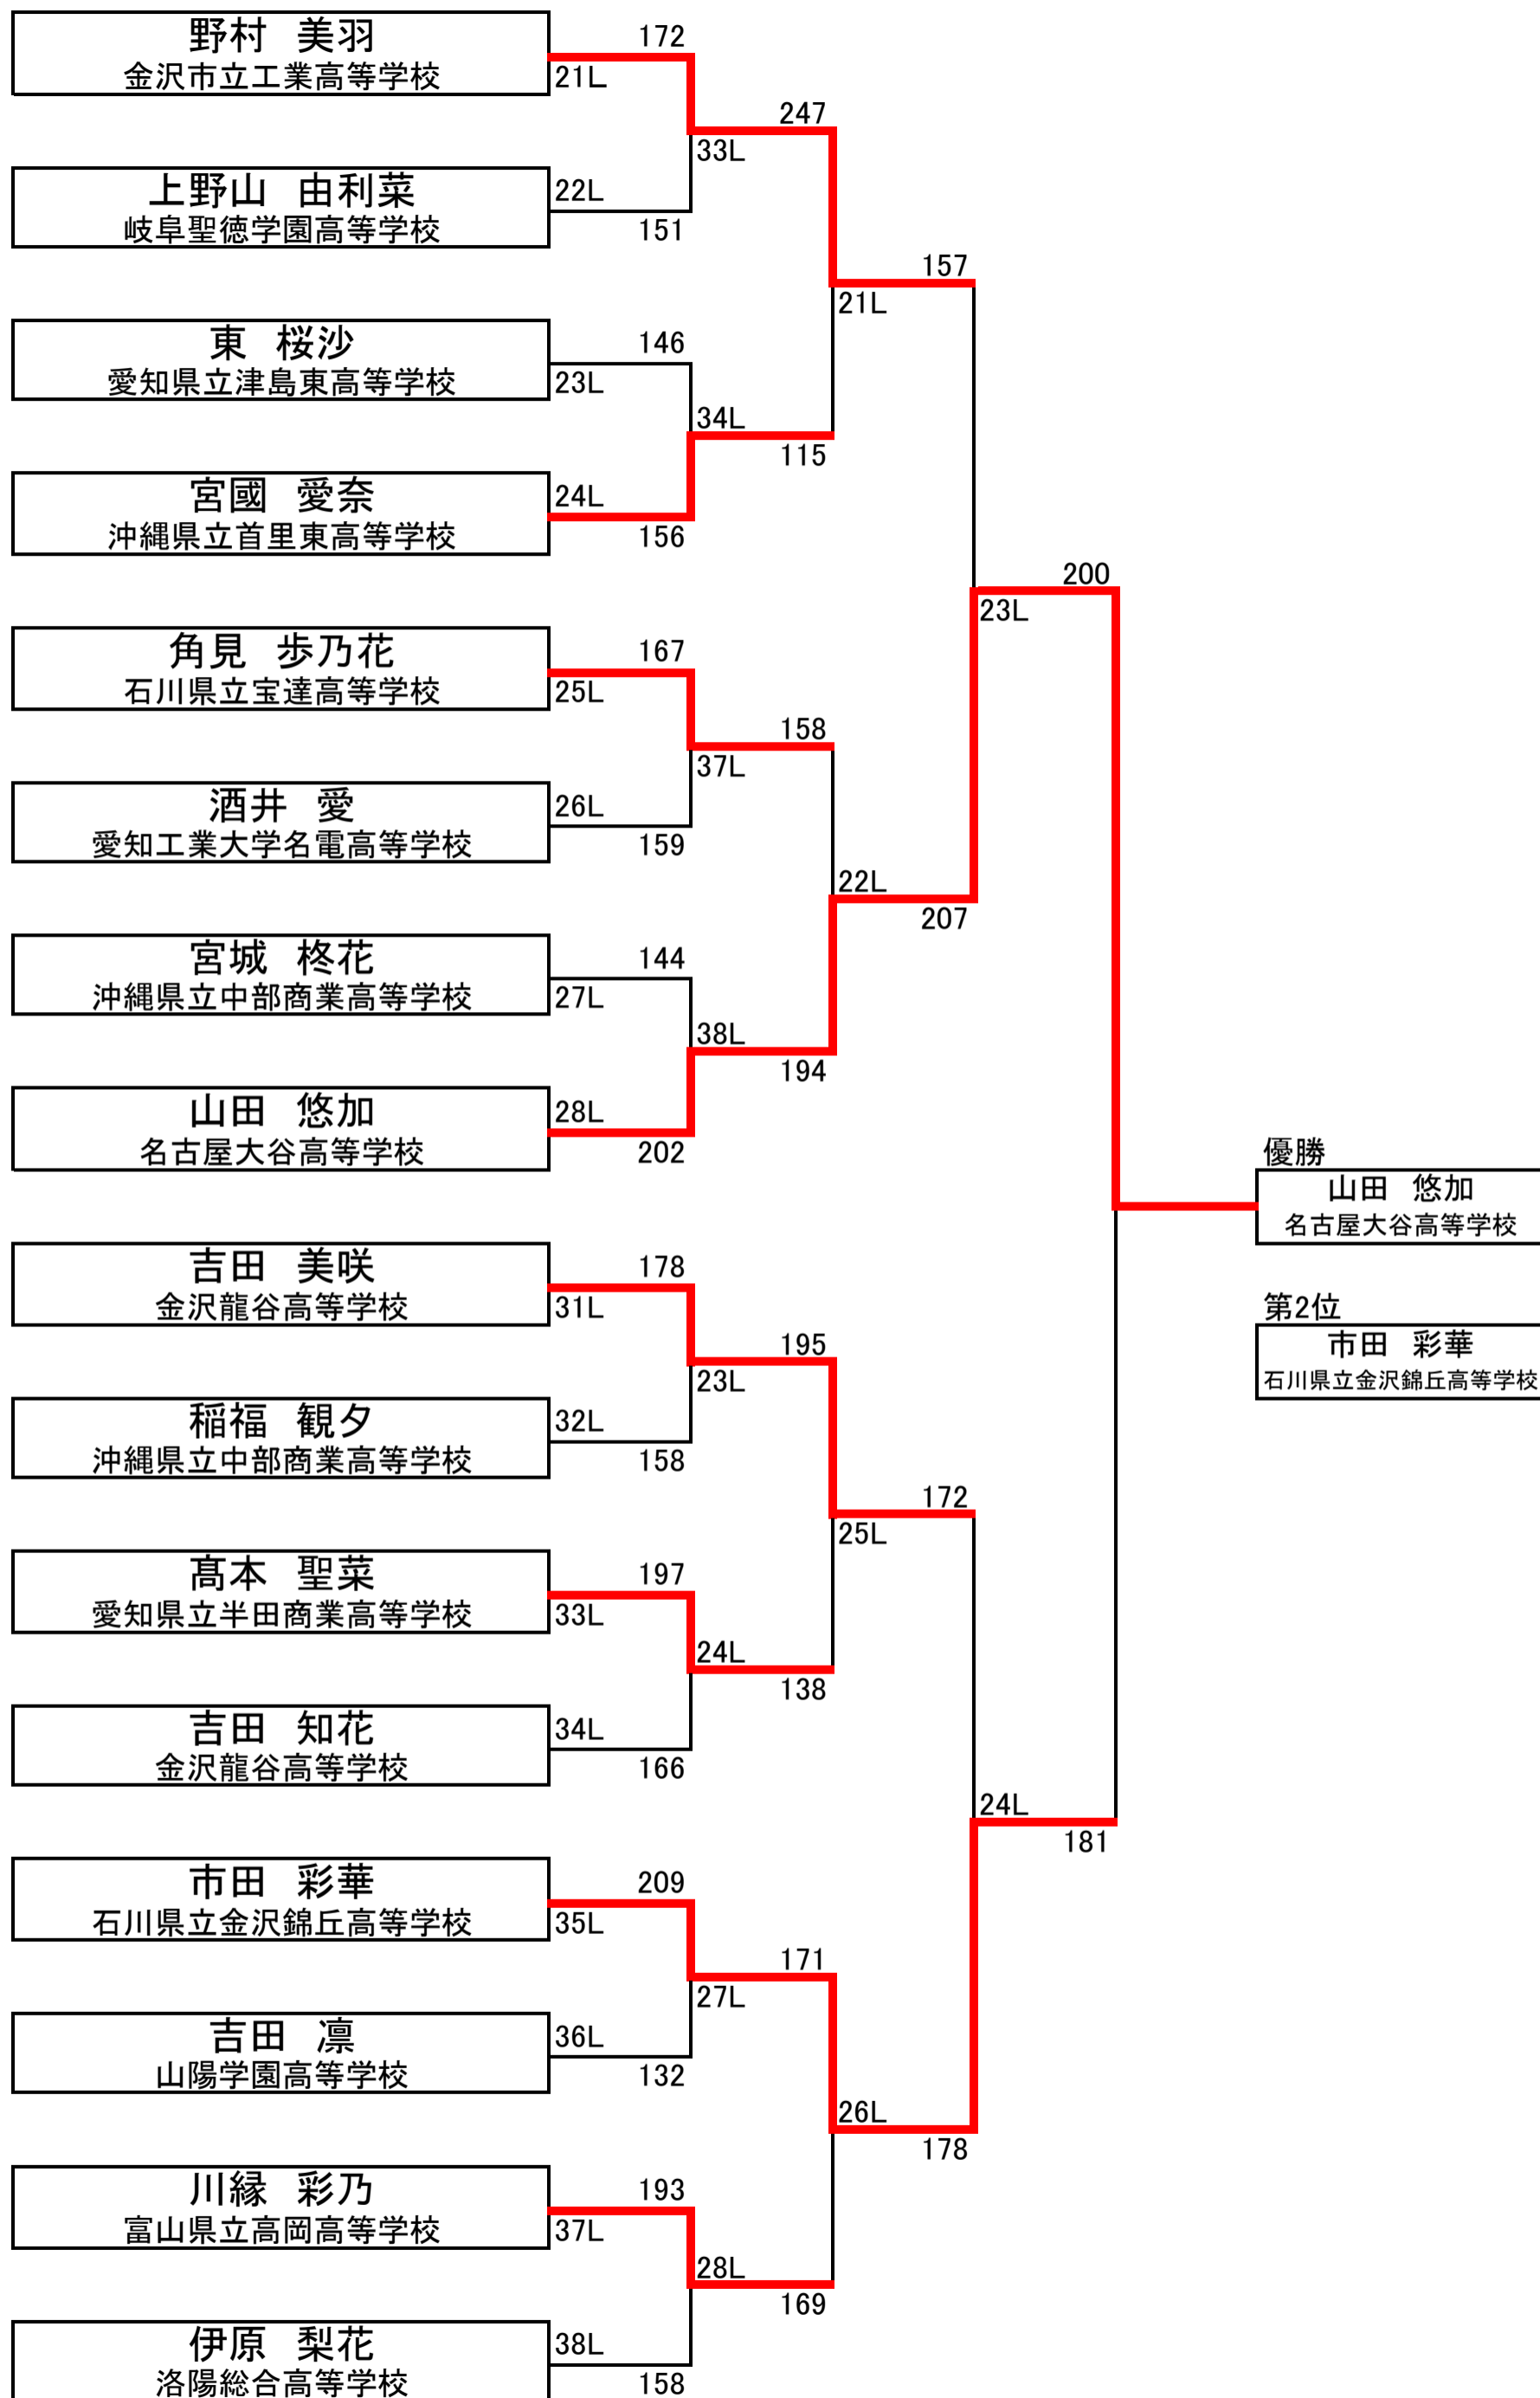 野村 美羽
金沢市立工業高等学校
172
21L
247
33L
上野山 由利菜
岐阜聖徳学園高等学校
22L
151
157
21L
東 桜沙
愛知県立津島東高等学校
146
23L
34L
115
宮國 愛奈
沖縄県立首里東高等学校
24L
156
200
23L
角見 歩乃花
石川県立宝達高等学校
167
25L
158
37L
酒井 愛
愛知工業大学名電高等学校
26L
159
22L
207
宮城 柊花
沖縄県立中部商業高等学校
144
27L
38L
194
山田 悠加
名古屋大谷高等学校
28L
202
優勝
山田 悠加
名古屋大谷高等学校
吉田 美咲
金沢龍谷高等学校
178
31L
第2位
市田 彩華
石川県立金沢錦丘高等学校
195
23L
稲福 観夕
沖縄県立中部商業高等学校
32L
158
172
25L
髙本 聖菜
愛知県立半田商業高等学校
197
33L
24L
138
吉田 知花
金沢龍谷高等学校
34L
166
24L
181
市田 彩華
石川県立金沢錦丘高等学校
209
35L
171
27L
吉田 凛
山陽学園高等学校
36L
132
26L
178
川縁 彩乃
富山県立高岡高等学校
193
37L
28L
169
伊原 梨花
洛陽総合高等学校
38L
158